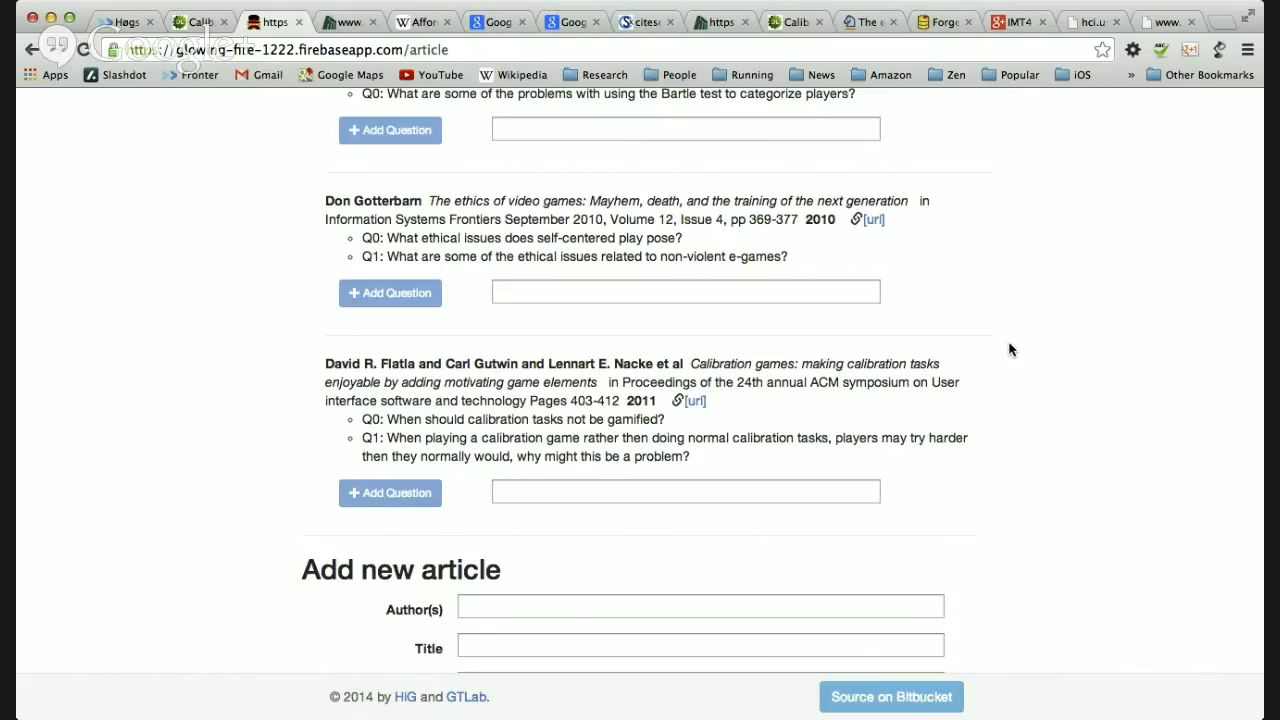 Høgs
Calib
https
www.
Affor
Goog
Goog
citese
https
Calib
The
Forge
IMT4
hci.u
www.
Google+
https://glowing-fire-1222.firebaseapp.com/article
Apps Slashdot Fronter Gmail Google Maps YouTube Wikipedia Research People Running News Amazon Zen Popular iOS » Other Bookmarks
Q0: What are some of the problems with using the Bartle test to categorize players?
+ Add Question
Don Gotterbarn The ethics of video games: Mayhem, death, and the training of the next generation in
Information Systems Frontiers September 2010, Volume 12, Issue 4, pp 369-377 2010 [url]
Q0: What ethical issues does self-centered play pose?
Q1: What are some of the ethical issues related to non-violent e-games?
+ Add Question
David R. Flatla and Carl Gutwin and Lennart E. Nacke et al Calibration games: making calibration tasks
enjoyable by adding motivating game elements in Proceedings of the 24th annual ACM symposium on User
interface software and technology Pages 403-412 2011 [url]
Q0: When should calibration tasks not be gamified?
Q1: When playing a calibration game rather then doing normal calibration tasks, players may try harder
then they normally would, why might this be a problem?
+ Add Question
Add new article
Author(s)
Title
© 2014 by HiG and GTLab.
Source on Bitbucket